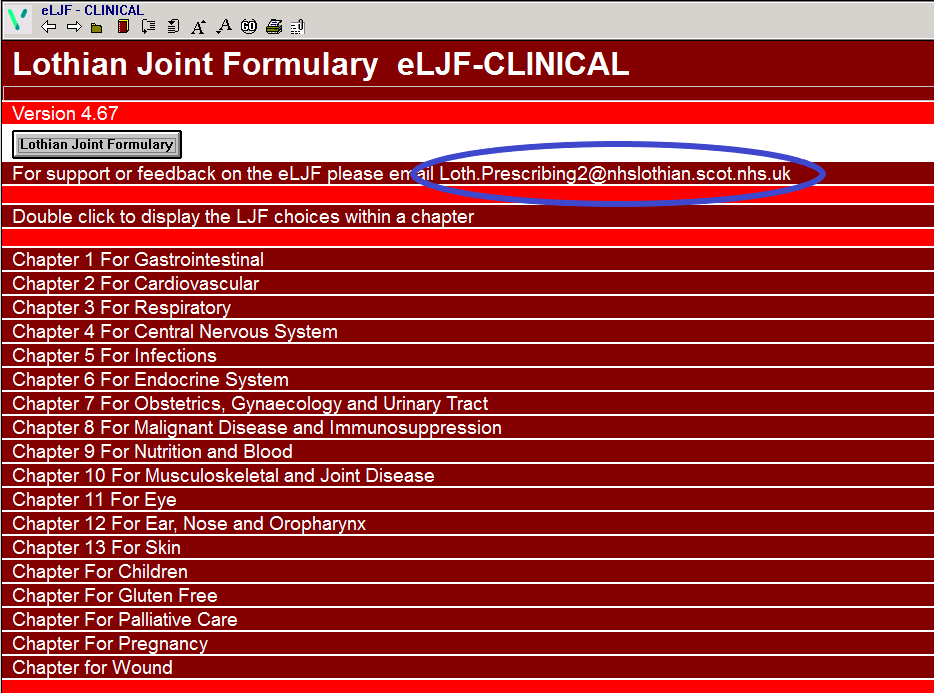 eLJF - CLINICAL
GO
Lothian Joint Formulary eLJF-CLINICAL
Version 4.67
Lothian Joint Formulary
For support or feedback on the eLJF please email Loth.Prescribing2@nhslothian.scot.nhs.uk
Double click to display the LJF choices within a chapter
Chapter 1 For Gastrointestinal
Chapter 2 For Cardiovascular
Chapter 3 For Respiratory
Chapter 4 For Central Nervous System
Chapter 5 For Infections
Chapter 6 For Endocrine System
Chapter 7 For Obstetrics, Gynaecology and Urinary Tract
Chapter 8 For Malignant Disease and Immunosuppression
Chapter 9 For Nutrition and Blood
Chapter 10 For Musculoskeletal and Joint Disease
Chapter 11 For Eye
Chapter 12 For Ear, Nose and Oropharynx
Chapter 13 For Skin
Chapter For Children
Chapter For Gluten Free
Chapter For Palliative Care
Chapter For Pregnancy
Chapter for Wound